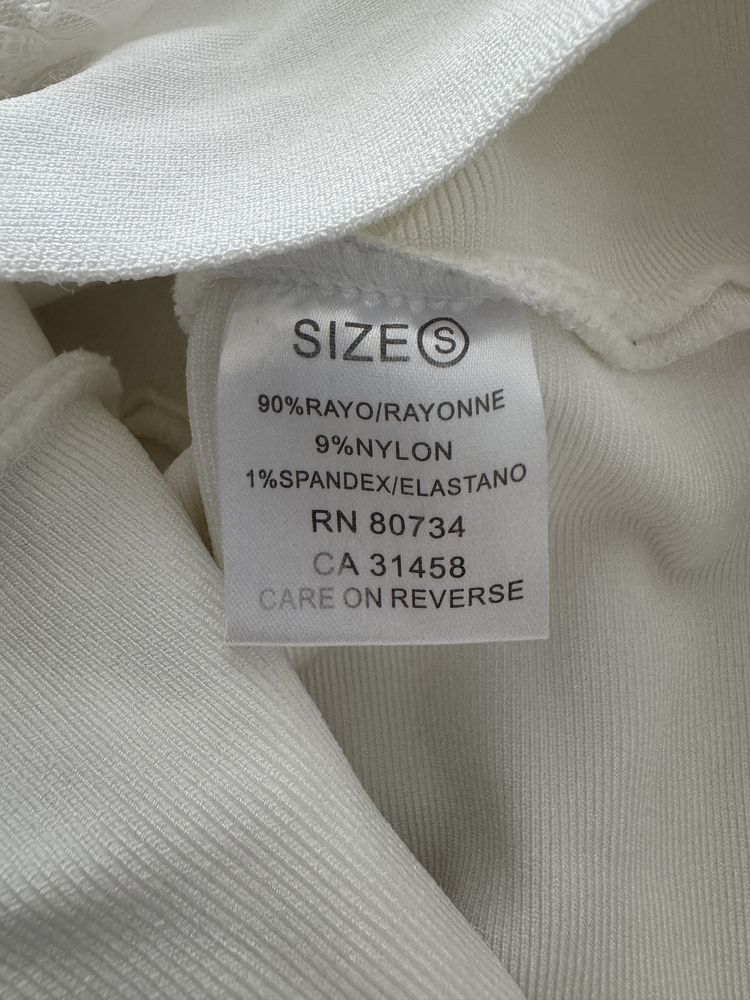 SIZE Ⓢ
90%RAYO/RAYONNE
9%NYLON
1%SPANDEX/ELASTANO
RN 80734
CA 31458
CARE ON REVERSE